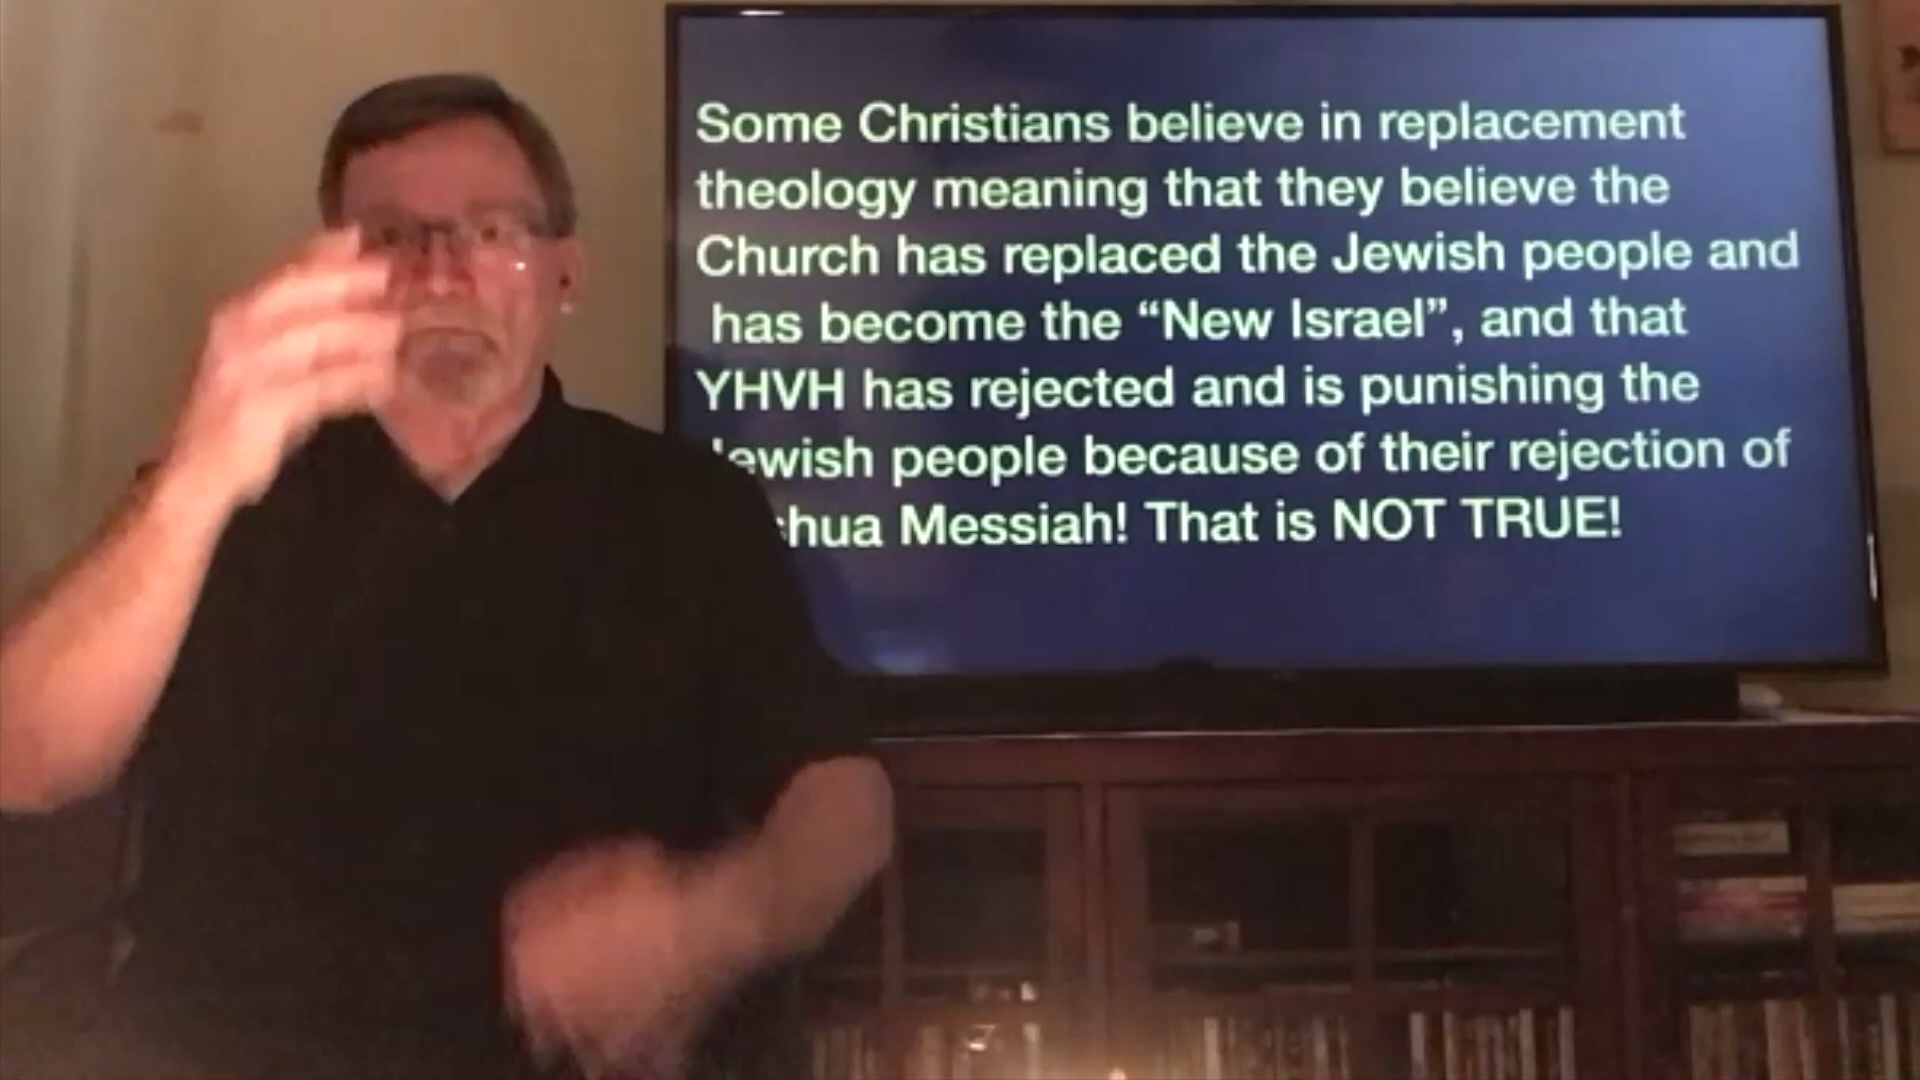 Some Christians believe in replacement
theology meaning that they believe the
Church has replaced the Jewish people and
has become the “New Israel”, and that
YHVH has rejected and is punishing the
people because of their rejection of
Messiah! That is NOT TRUE!